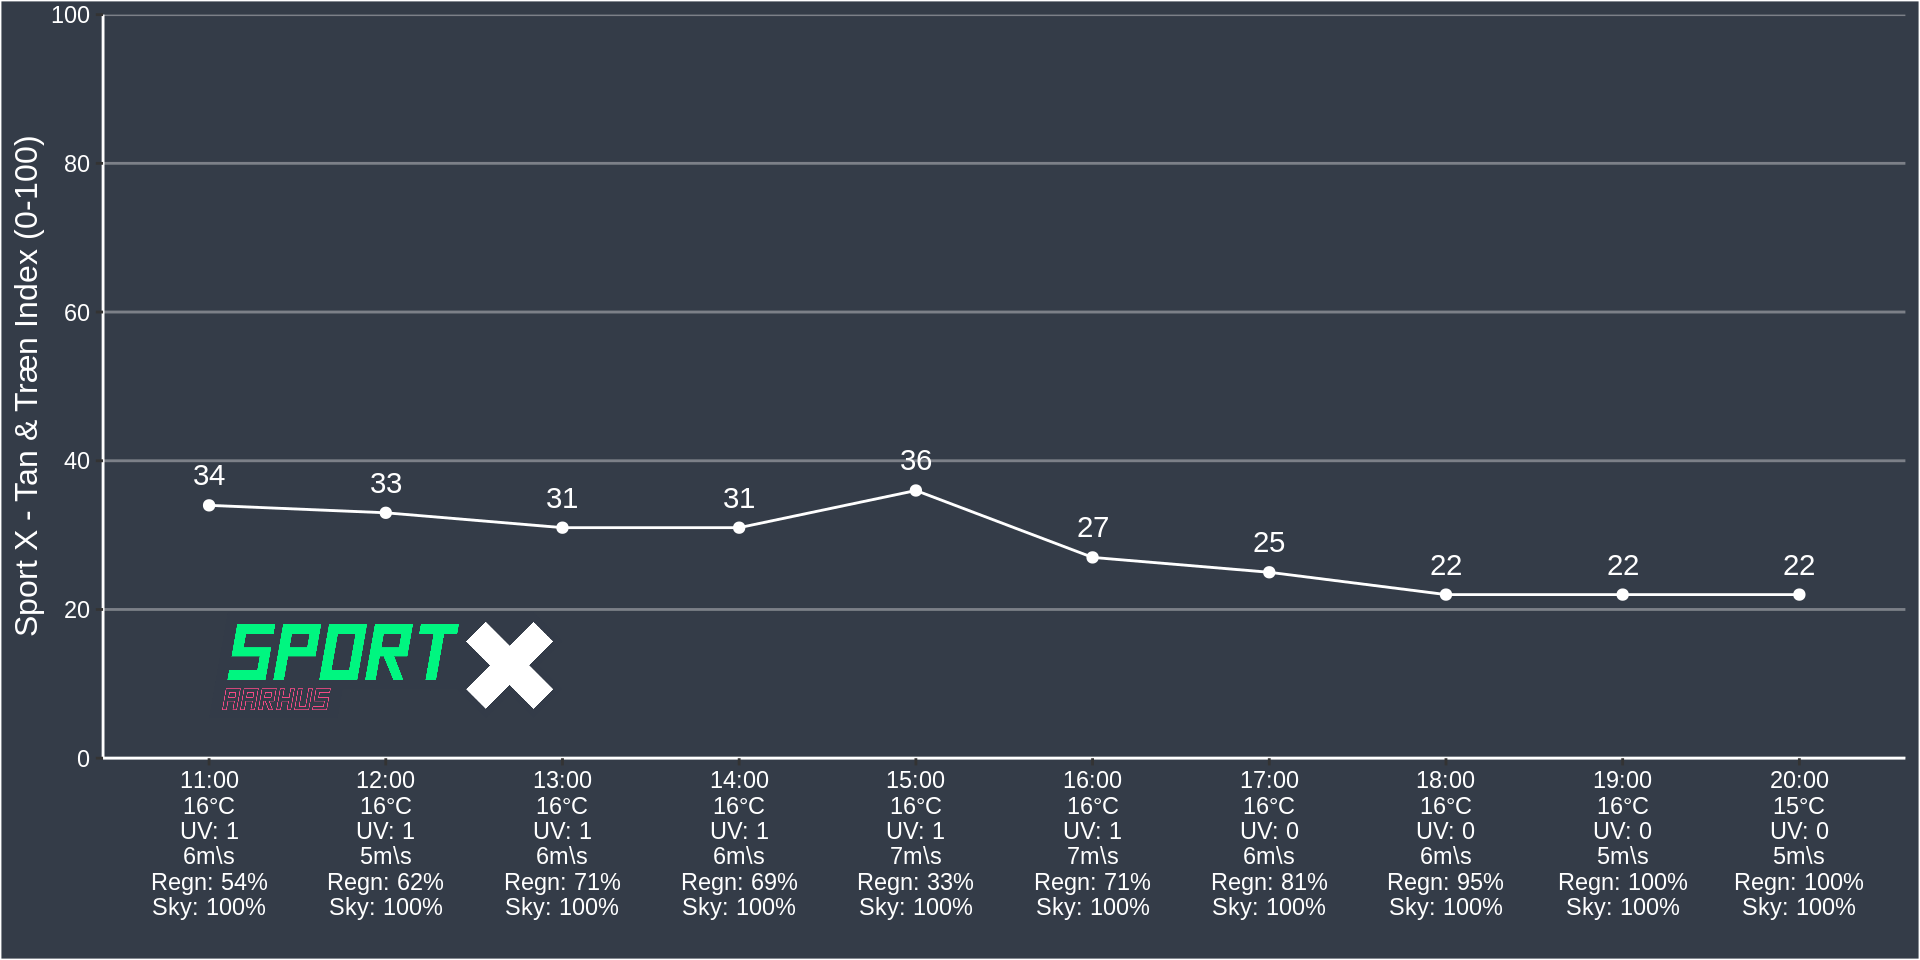 Sport X - Tan & Træn Index (0-100)
100
80
60
40
20
0
34
33
31
31
36
27
25
22
22
22
SPORT X
AARHUS
11:00
16°C
UV: 1
6m\s
Regn: 54%
Sky: 100%
12:00
16°C
UV: 1
5m\s
Regn: 62%
Sky: 100%
13:00
16°C
UV: 1
6m\s
Regn: 71%
Sky: 100%
14:00
16°C
UV: 1
6m\s
Regn: 69%
Sky: 100%
15:00
16°C
UV: 1
7m\s
Regn: 33%
Sky: 100%
16:00
16°C
UV: 1
7m\s
Regn: 71%
Sky: 100%
17:00
16°C
UV: 0
6m\s
Regn: 81%
Sky: 100%
18:00
16°C
UV: 0
6m\s
Regn: 95%
Sky: 100%
19:00
16°C
UV: 0
5m\s
Regn: 100%
Sky: 100%
20:00
15°C
UV: 0
5m\s
Regn: 100%
Sky: 100%